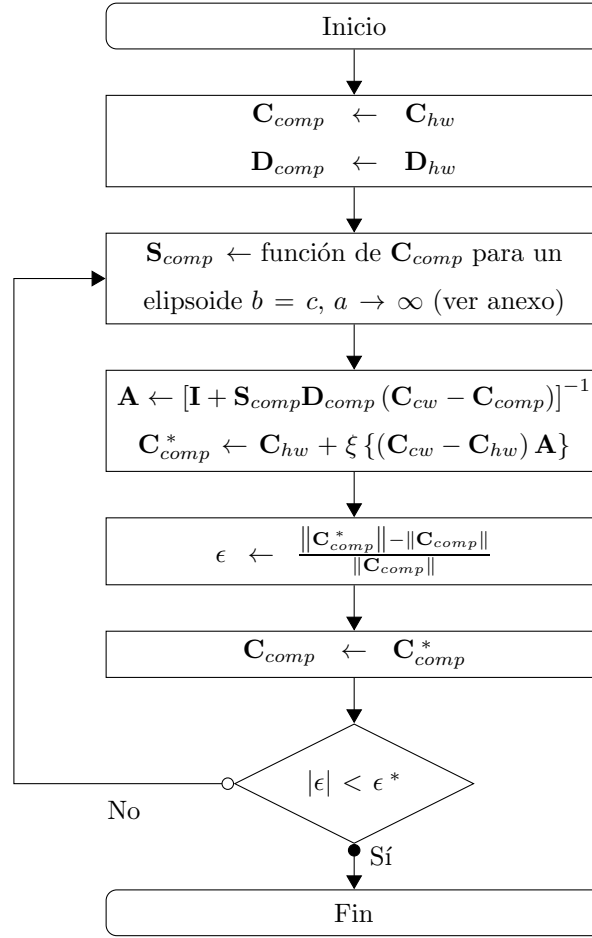 Inicio
C_comp ← C_hw
D_comp ← D_hw
S_comp ← función de C_comp para un
elipsoide b = c, a → ∞ (ver anexo)
A ← [I + S_comp D_comp (C_cw − C_comp)]^−1
C*_comp ← C_hw + ξ {(C_cw − C_hw) A}
ϵ ← (‖C*_comp‖ − ‖C_comp‖) / ‖C_comp‖
C_comp ← C*_comp
|ϵ| < ϵ*
No
Sí
Fin